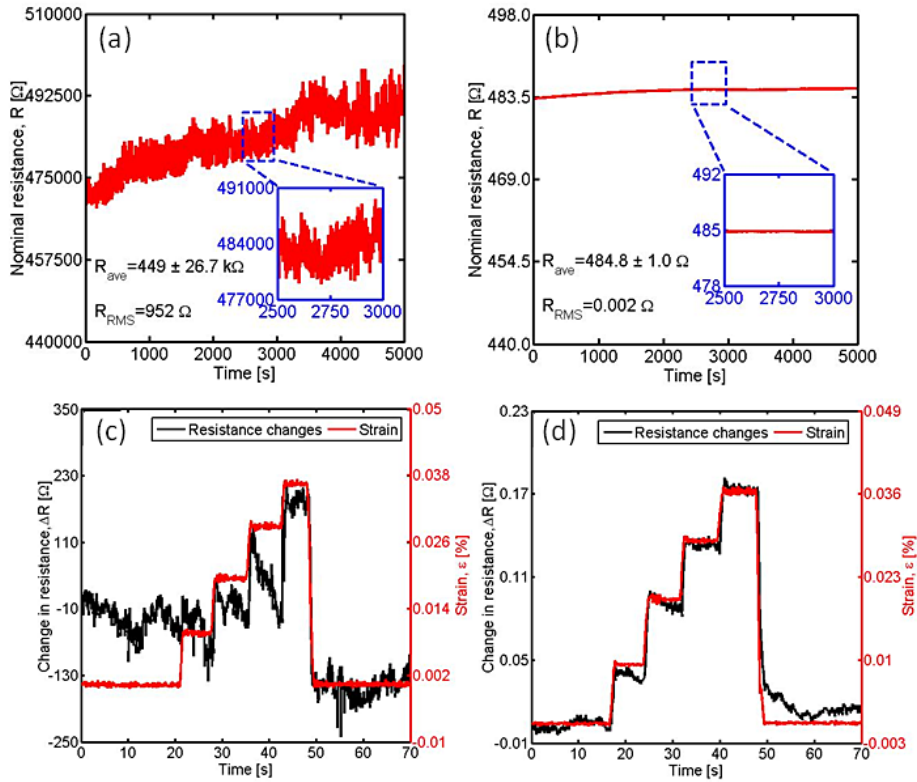 (a)
Nominal resistance, R [Ω]
510000
492500
475000
457500
440000
R_ave=449 ± 26.7 kΩ
R_RMS=952 Ω
491000
484000
477000
2500 2750 3000
0 1000 2000 3000 4000 5000
Time [s]
(b)
Nominal resistance, R [Ω]
498.0
483.5
469.0
454.5
440.0
R_ave=484.8 ± 1.0 Ω
R_RMS=0.002 Ω
492
485
478
2500 2750 3000
0 1000 2000 3000 4000 5000
Time [s]
(c)
Resistance changes Strain
Change in resistance, ΔR [Ω]
350
230
110
-10
-130
-250
0.05
0.038
0.026
0.014
0.002
-0.01
Strain, ε [%]
0 10 20 30 40 50 60 70
Time [s]
(d)
Resistance changes Strain
Change in resistance, ΔR [Ω]
0.23
0.17
0.11
0.05
-0.01
0.049
0.036
0.023
0.01
-0.003
Strain, ε [%]
0 10 20 30 40 50 60 70
Time [s]